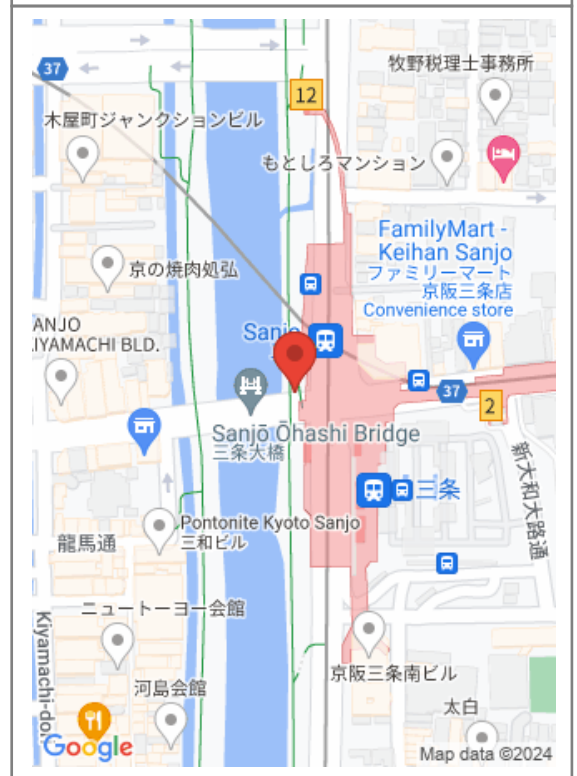 37
牧野税理士事務所
12
木屋町ジャンクションビル
もとしろマンション
FamilyMart -
Keihan Sanjo
ファミリーマート
京阪三条店
Convenience store
京の焼肉処弘
ANJO
IYAMACHI BLD.
Sanjo
37
2
Sanjō Ōhashi Bridge
三条大橋
新大和大路通
三条
Pontonite Kyoto Sanjo
三和ビル
龍馬通
ニュートーヨー会館
Kiyamachi-do
京阪三条南ビル
河島会館
太白
Google
Map data ©2024